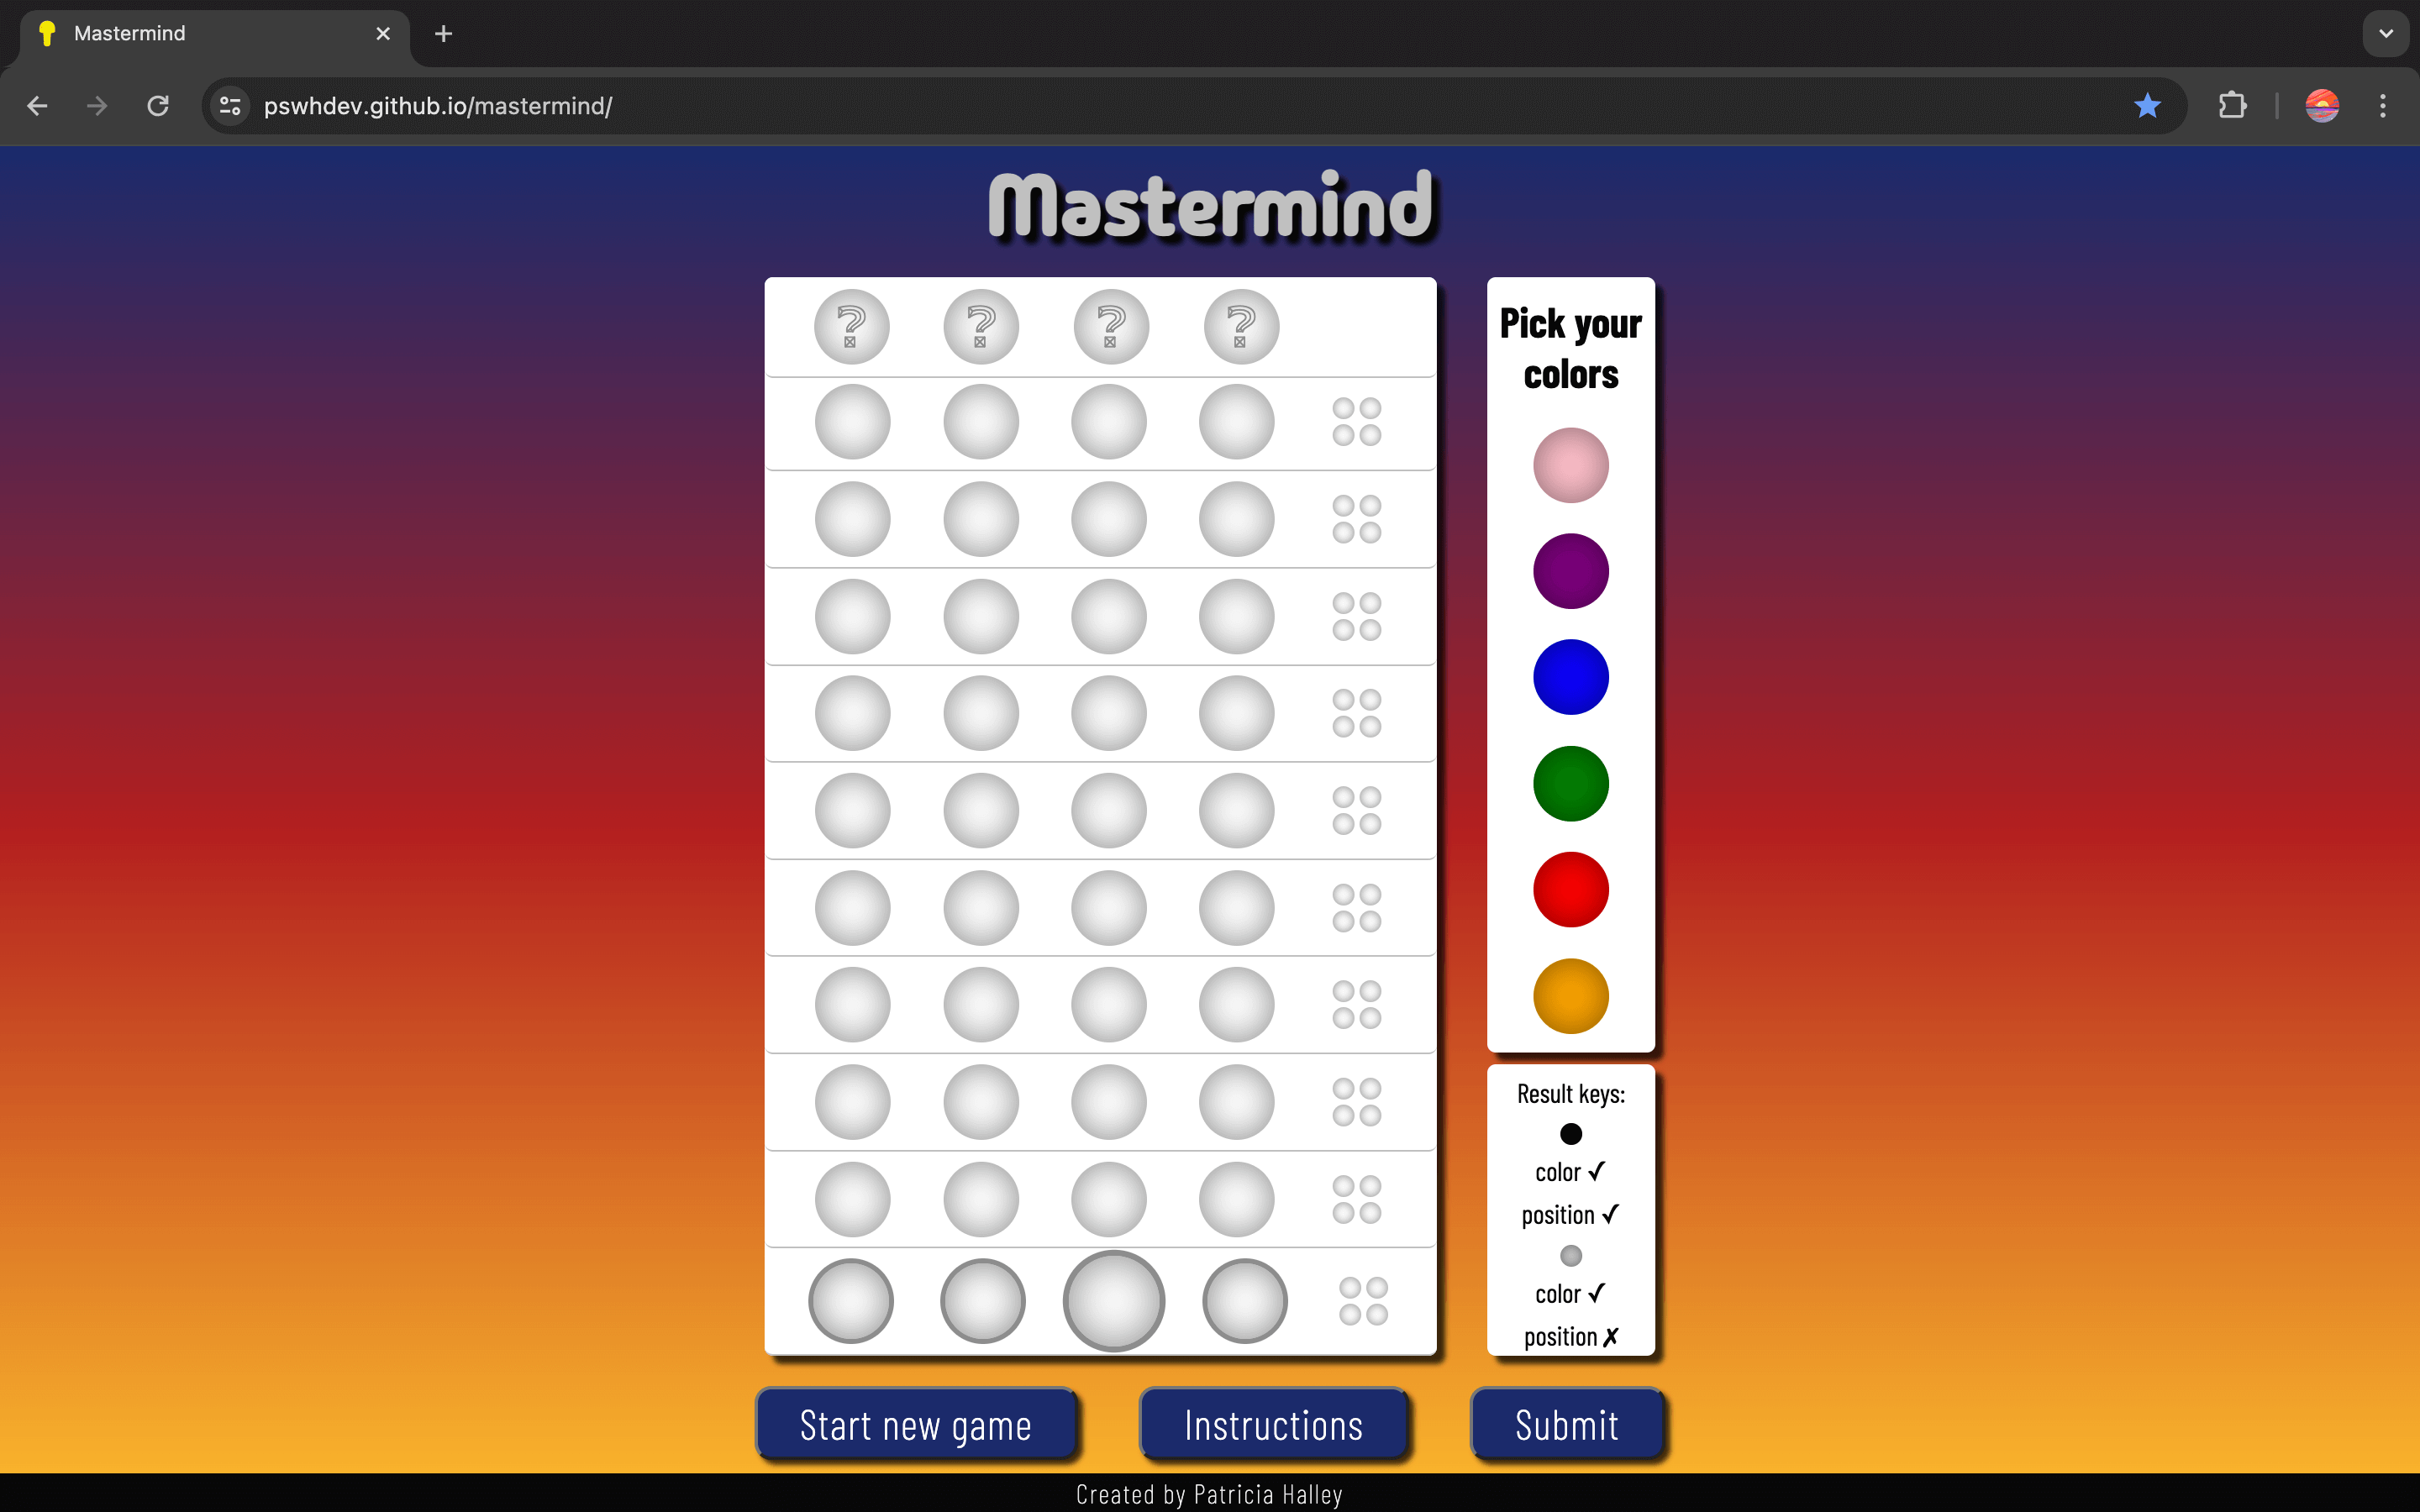 Mastermind
pswhdev.github.io/mastermind/
Mastermind
? ? ? ?
Pick your
colors
Result keys:
color ✓
position ✓
color ✓
position ✗
Start new game
Instructions
Submit
Created by Patricia Halley